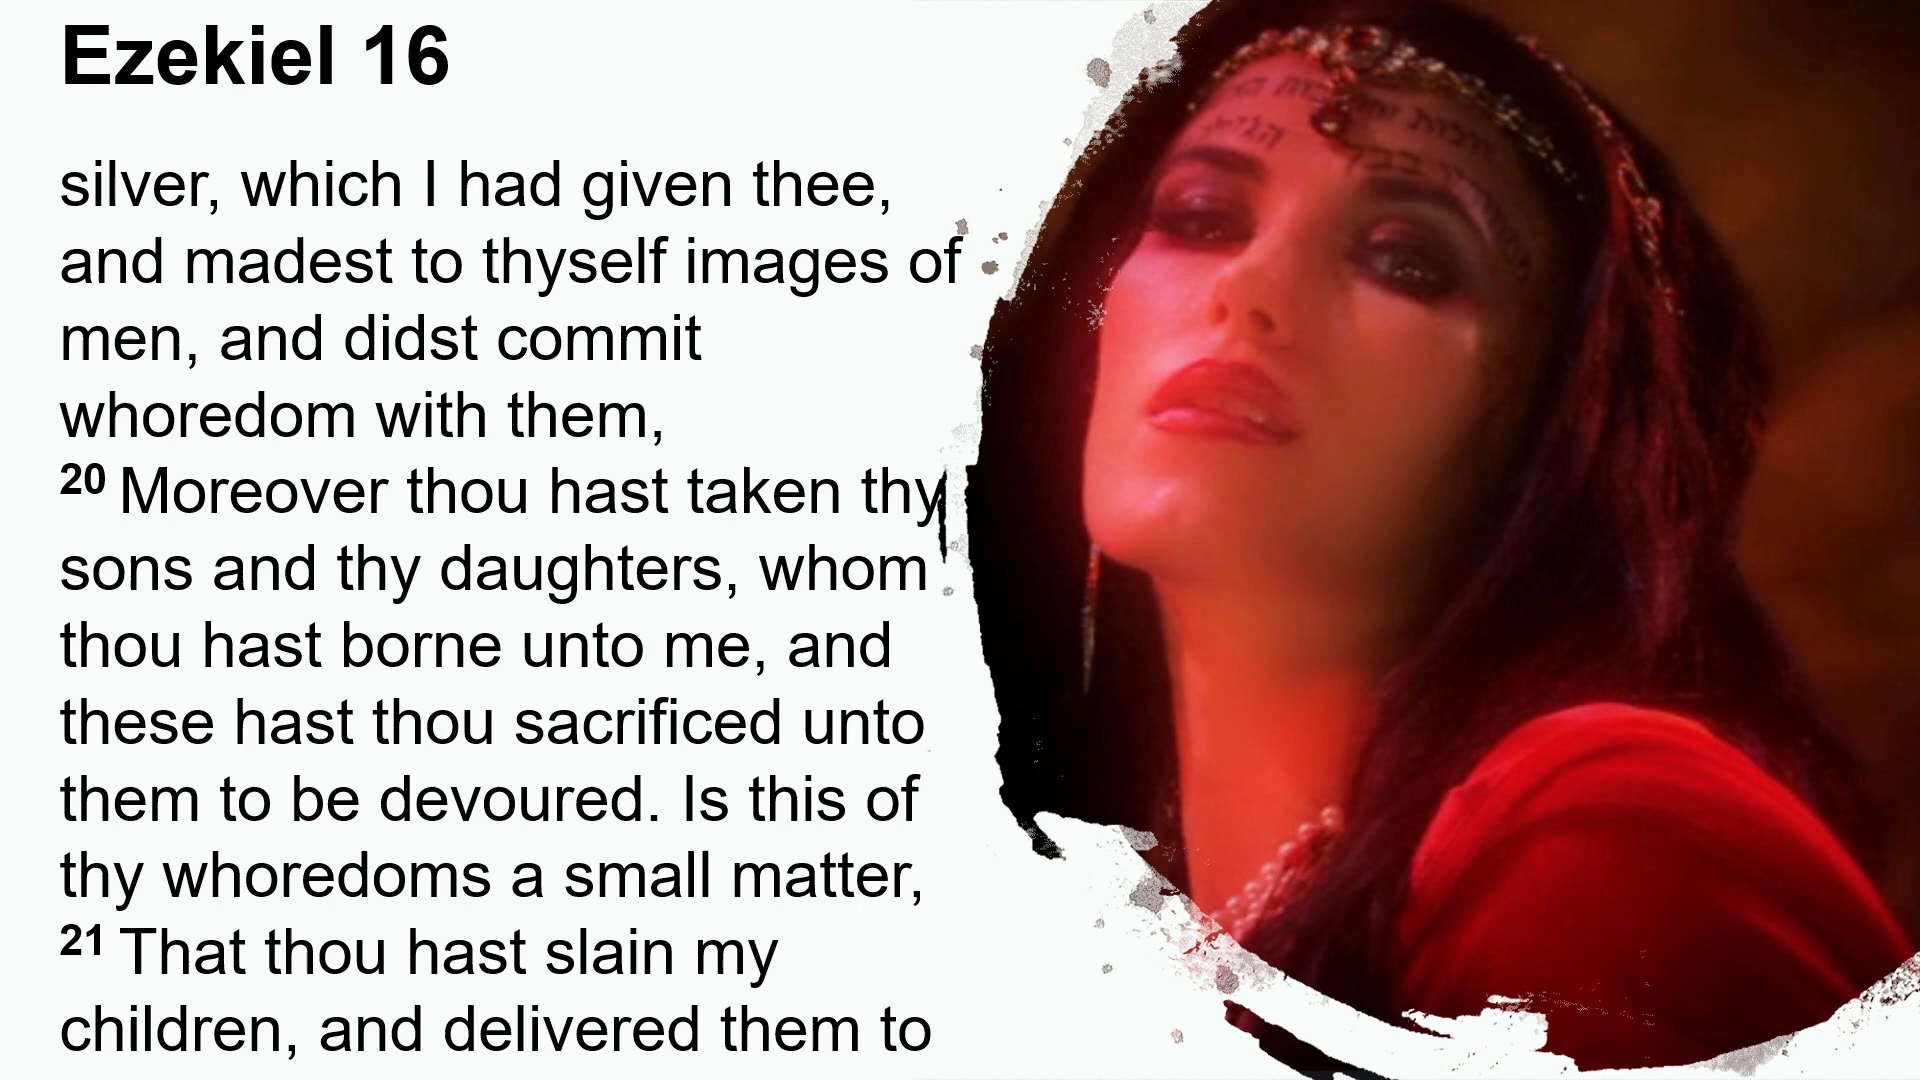 Ezekiel 16
silver, which I had given thee,
and madest to thyself images of
men, and didst commit
whoredom with them,
20 Moreover thou hast taken thy
sons and thy daughters, whom
thou hast borne unto me, and
these hast thou sacrificed unto
them to be devoured. Is this of
thy whoredoms a small matter,
21 That thou hast slain my
children, and delivered them to